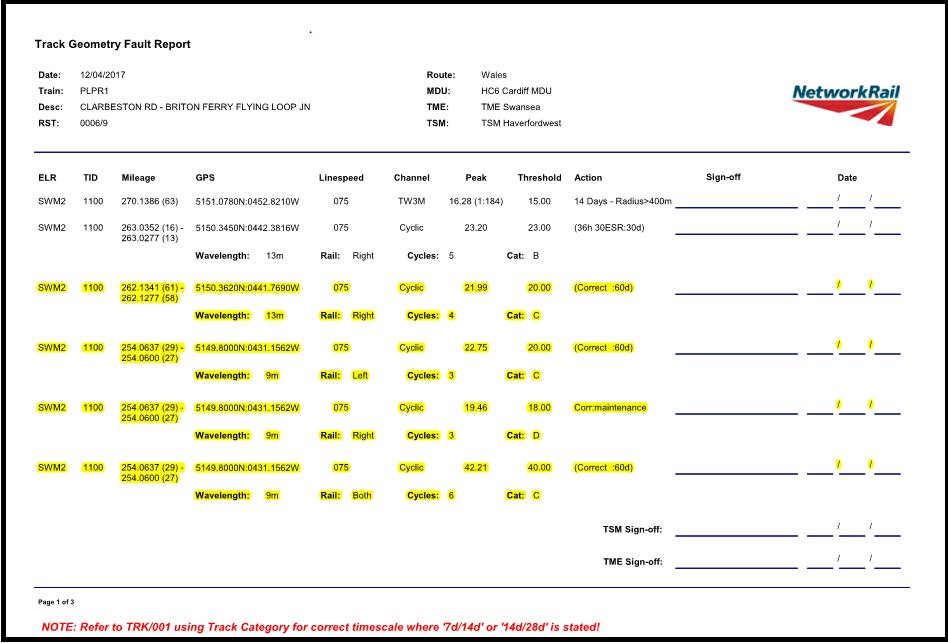 Track Geometry Fault Report
Date: 12/04/2017 Route: Wales
Train: PLPR1 MDU: HC6 Cardiff MDU
Desc: CLARBESTON RD - BRITON FERRY FLYING LOOP JN TME: TME Swansea
RST: 0006/9 TSM: TSM Haverfordwest
NetworkRail
ELR TID Mileage GPS Linespeed Channel Peak Threshold Action Sign-off Date
SWM2 1100 270.1386 (63) 5151.0780N:0452.8210W 075 TW3M 16.28 (1:184) 15.00 14 Days - Radius>400m / /
SWM2 1100 263.0352 (16) - 5150.3450N:0442.3816W 075 Cyclic 23.20 23.00 (36h 30ESR:30d) / /
263.0277 (13)
Wavelength: 13m Rail: Right Cycles: 5 Cat: B
SWM2 1100 262.1341 (61) - 5150.3620N:0441.7690W 075 Cyclic 21.99 20.00 (Correct :60d) / /
262.1277 (58)
Wavelength: 13m Rail: Right Cycles: 4 Cat: C
SWM2 1100 254.0637 (29) - 5149.8000N:0431.1562W 075 Cyclic 22.75 20.00 (Correct :60d) / /
254.0600 (27)
Wavelength: 9m Rail: Left Cycles: 3 Cat: C
SWM2 1100 254.0637 (29) - 5149.8000N:0431.1562W 075 Cyclic 19.46 18.00 Corr:maintenance / /
254.0600 (27)
Wavelength: 9m Rail: Right Cycles: 3 Cat: D
SWM2 1100 254.0637 (29) - 5149.8000N:0431.1562W 075 Cyclic 42.21 40.00 (Correct :60d) / /
254.0600 (27)
Wavelength: 9m Rail: Both Cycles: 6 Cat: C
TSM Sign-off: / /
TME Sign-off: / /
Page 1 of 3
NOTE: Refer to TRK/001 using Track Category for correct timescale where '7d/14d' or '14d/28d' is stated!